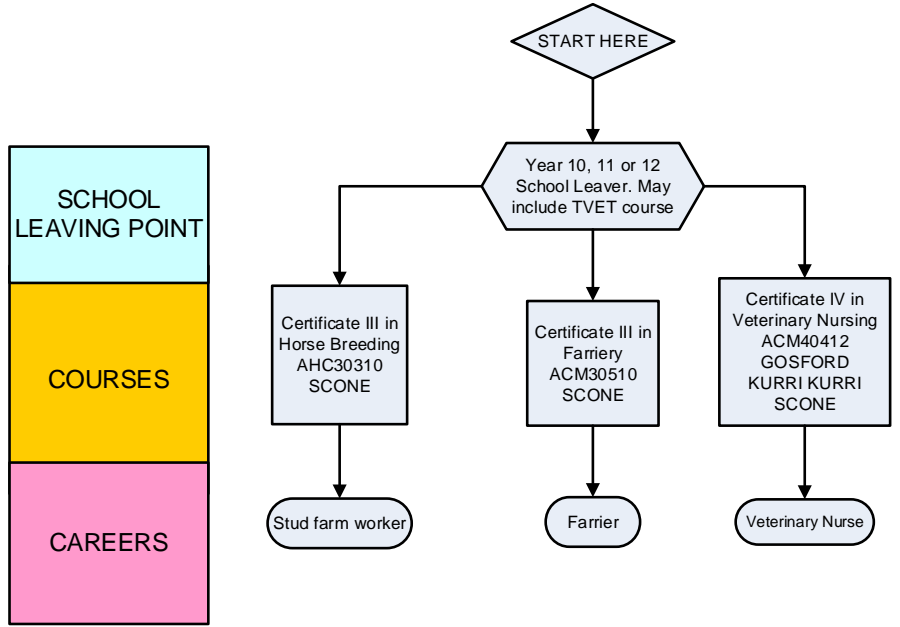 START HERE
Year 10, 11 or 12
School Leaver. May
include TVET course
SCHOOL
LEAVING POINT
Certificate III in
Horse Breeding
AHC30310
SCONE
Certificate III in
Farriery
ACM30510
SCONE
Certificate IV in
Veterinary Nursing
ACM40412
GOSFORD
KURRI KURRI
SCONE
COURSES
Stud farm worker
Farrier
Veterinary Nurse
CAREERS